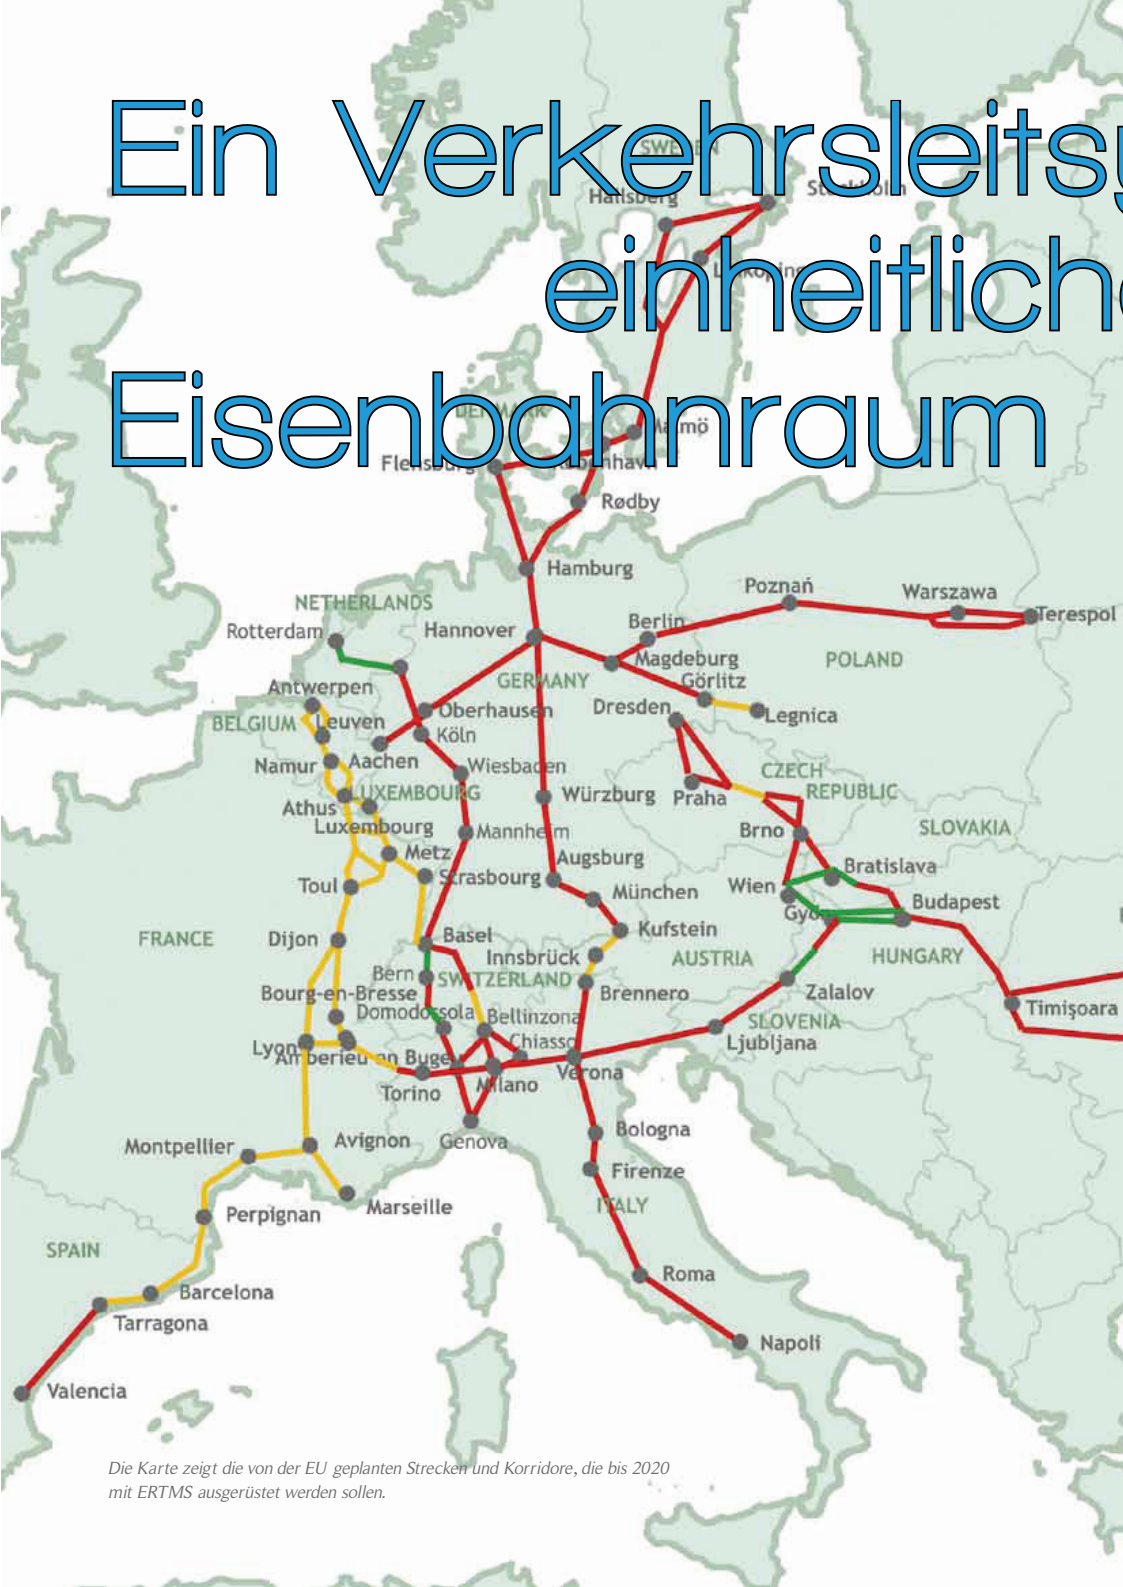 Ein Verkehrsleitsy
einheitliche
Eisenbahnraum
SWEDEN
Hallsberg
Stockholm
Linköping
DENMARK
Malmö
Flensburg
København
Rødby
Hamburg
NETHERLANDS
Poznań
Warszawa
Terespol
Rotterdam
Hannover
Berlin
Magdeburg
POLAND
Görlitz
GERMANY
Antwerpen
Dresden
Legnica
BELGIUM
Leuven
Oberhausen
Köln
Namur
Aachen
Wiesbaden
CZECH
REPUBLIC
LUXEMBOURG
Athus
Würzburg
Praha
Luxembourg
Mannheim
Brno
SLOVAKIA
Metz
Augsburg
Bratislava
Toul
Strasbourg
München
Wien
Budapest
Györ
FRANCE
Dijon
Basel
Kufstein
Innsbrück
AUSTRIA
HUNGARY
Bern
SWITZERLAND
Brennero
Zalalov
Bourg-en-Bresse
Domodossola
Bellinzona
Timişoara
SLOVENIA
Lyon
Chiasso
Ljubljana
Amberieu en Bugey
Verona
Torino
Milano
Genova
Bologna
Montpellier
Avignon
Firenze
Marseille
ITALY
Perpignan
SPAIN
Roma
Barcelona
Tarragona
Napoli
Valencia
Die Karte zeigt die von der EU geplanten Strecken und Korridore, die bis 2020
mit ERTMS ausgerüstet werden sollen.